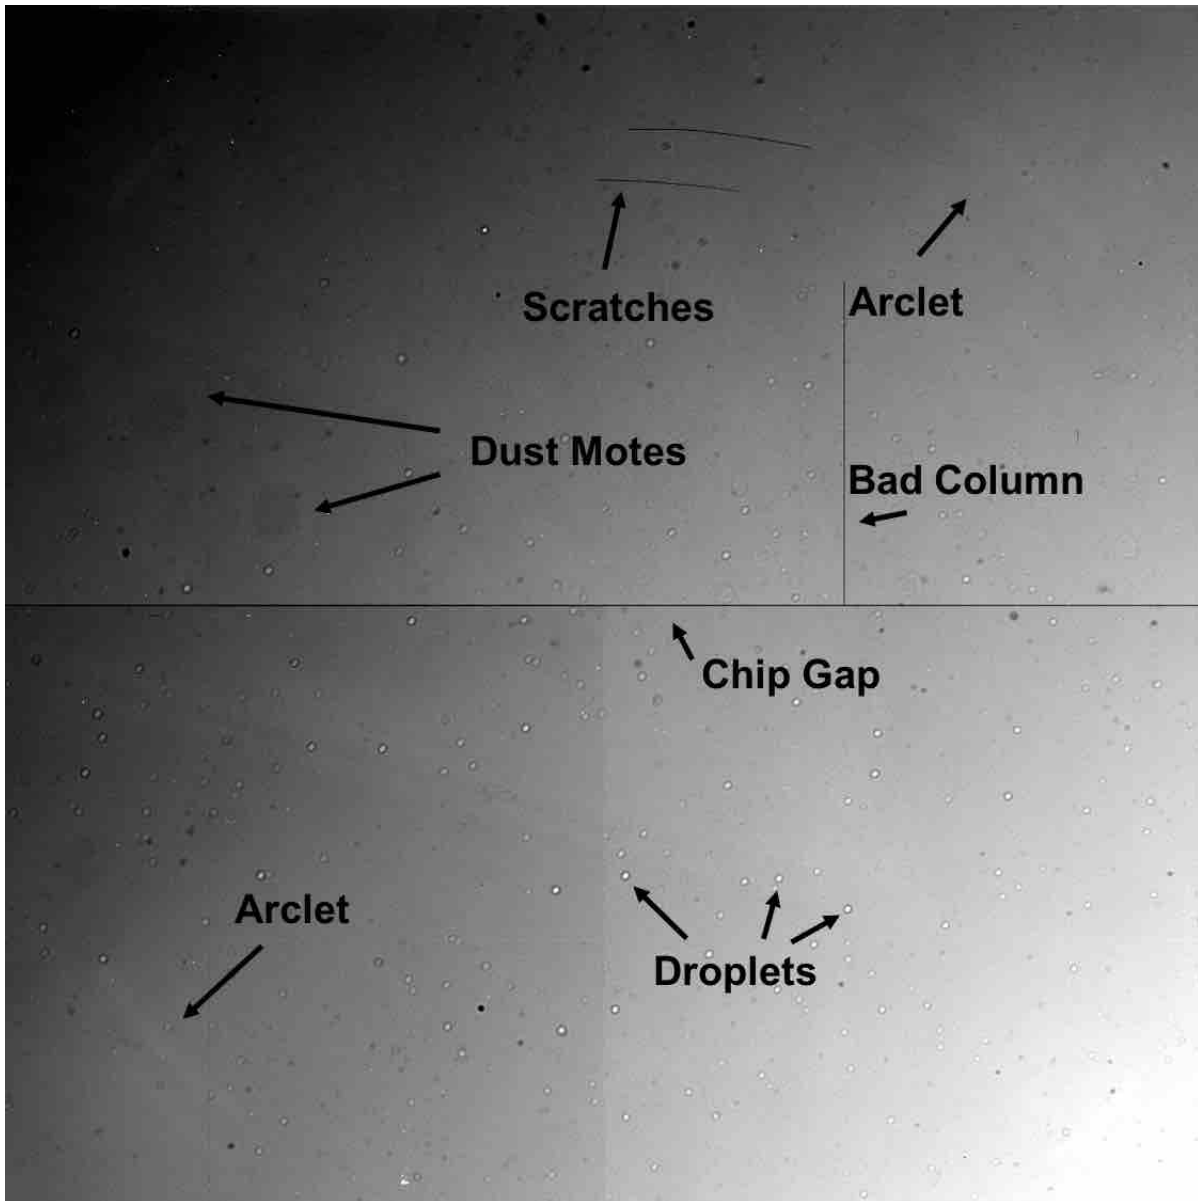 Scratches
Arclet
Dust Motes
Bad Column
Chip Gap
Arclet
Droplets